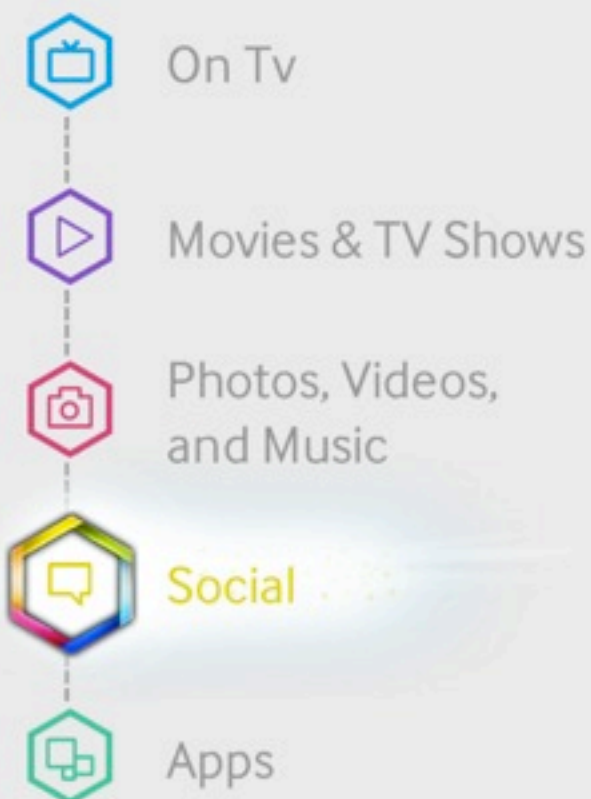 On Tv
Movies & TV Shows
Photos, Videos,
and Music
Social
Apps